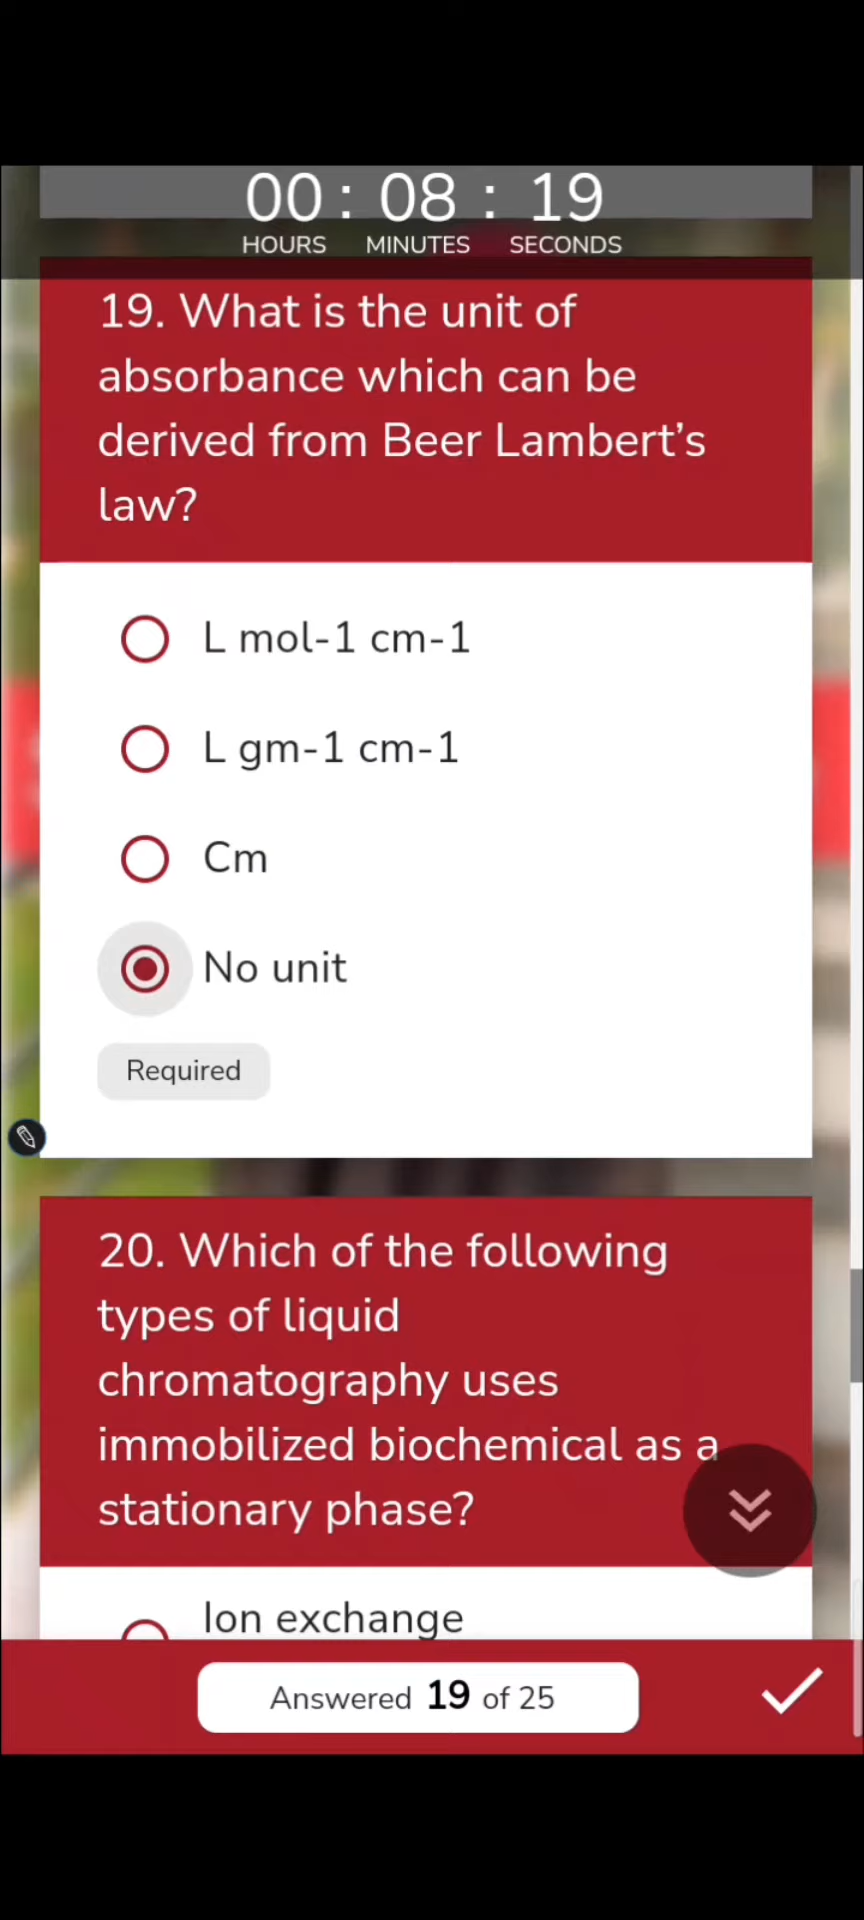 00 : 08 : 19
HOURS MINUTES SECONDS
19. What is the unit of
absorbance which can be
derived from Beer Lambert’s
law?
L mol-1 cm-1
L gm-1 cm-1
Cm
No unit
Required
20. Which of the following
types of liquid
chromatography uses
immobilized biochemical as a
stationary phase?
Ion exchange
Answered 19 of 25